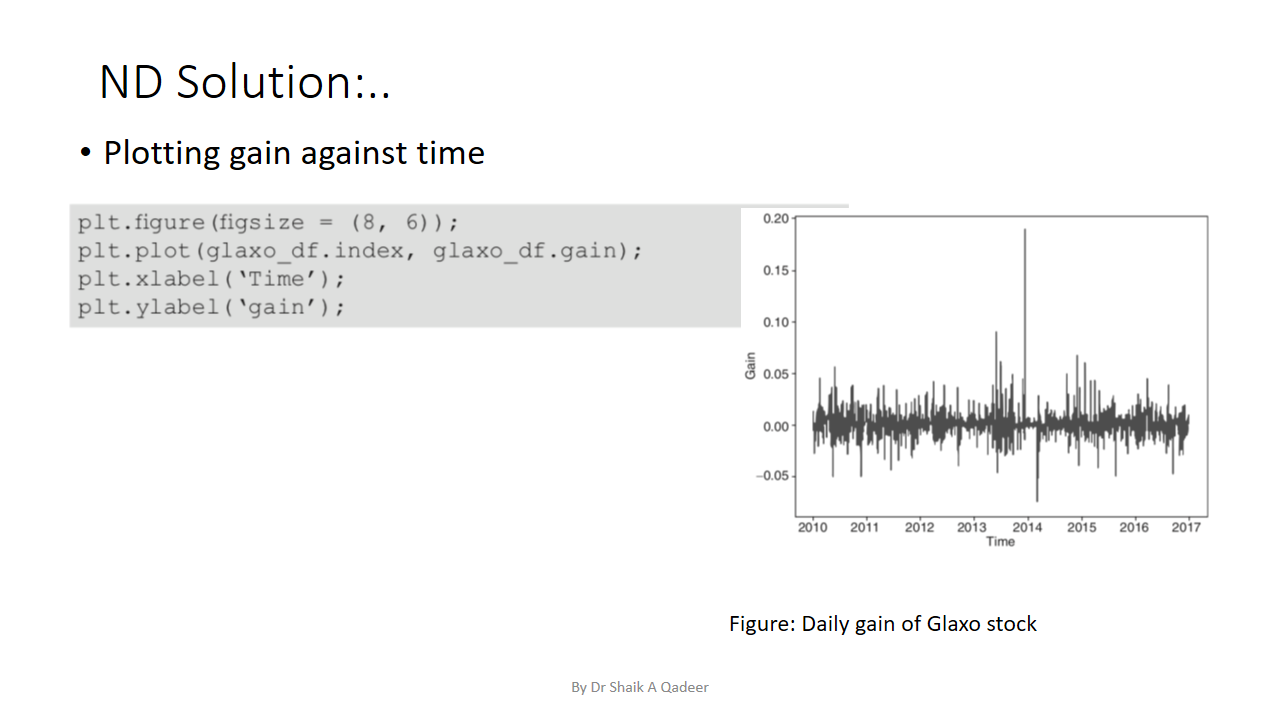 ND Solution:..
• Plotting gain against time
plt.figure(figsize = (8, 6));
plt.plot(glaxo_df.index, glaxo_df.gain);
plt.xlabel(‘Time’);
plt.ylabel(‘gain’);
0.20
0.15
0.10
0.05
0.00
−0.05
Gain
2010 2011 2012 2013 2014 2015 2016 2017
Time
Figure: Daily gain of Glaxo stock
By Dr Shaik A Qadeer